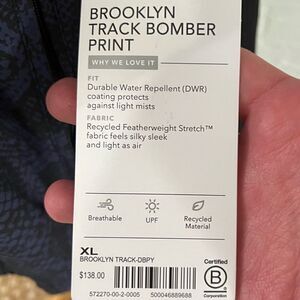 BROOKLYN
TRACK BOMBER
PRINT
WHY WE LOVE IT
FIT
Durable Water Repellent (DWR)
coating protects
against light mists
FABRIC
Recycled Featherweight Stretch™
fabric feels silky sleek
and light as air
Breathable
UPF
Recycled
Material
XL
BROOKLYN TRACK-DBPY
$138.00
572270-00-2-0005 500046889688
Certified
B
Corporation